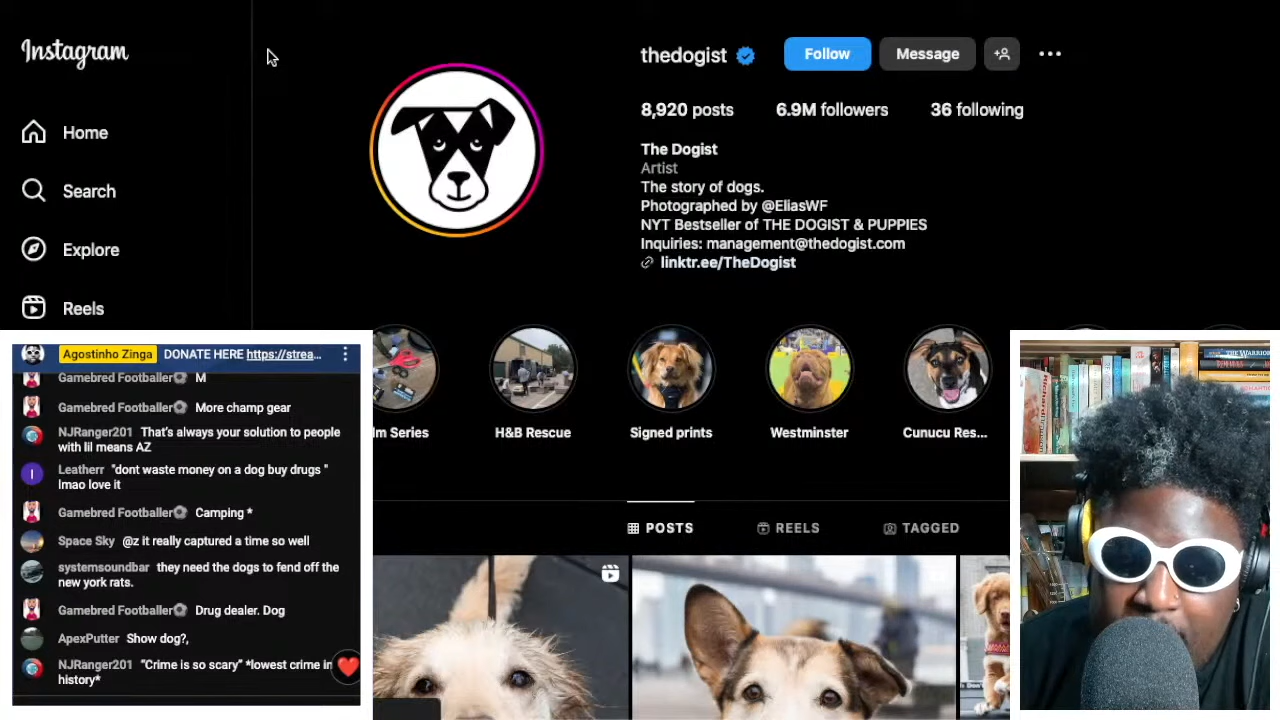 Instagram
Home
Search
Explore
Reels
thedogist
Follow
Message
8,920 posts
6.9M followers
36 following
The Dogist
Artist
The story of dogs.
Photographed by @EliasWF
NYT Bestseller of THE DOGIST & PUPPIES
Inquiries: management@thedogist.com
linktr.ee/TheDogist
lm Series
H&B Rescue
Signed prints
Westminster
Cunucu Res...
POSTS
REELS
TAGGED
Agostinho Zinga DONATE HERE https://strea...
Gamebred Footballer⚽ M
Gamebred Footballer⚽ More champ gear
NJRanger201 That's always your solution to people
with lil means AZ
Leatherr "dont waste money on a dog buy drugs "
lmao love it
Gamebred Footballer⚽ Camping *
Space Sky @z it really captured a time so well
systemsoundbar they need the dogs to fend off the
new york rats.
Gamebred Footballer⚽ Drug dealer. Dog
ApexPutter Show dog?,
NJRanger201 "Crime is so scary" *lowest crime in
history*
THE WARRIOR